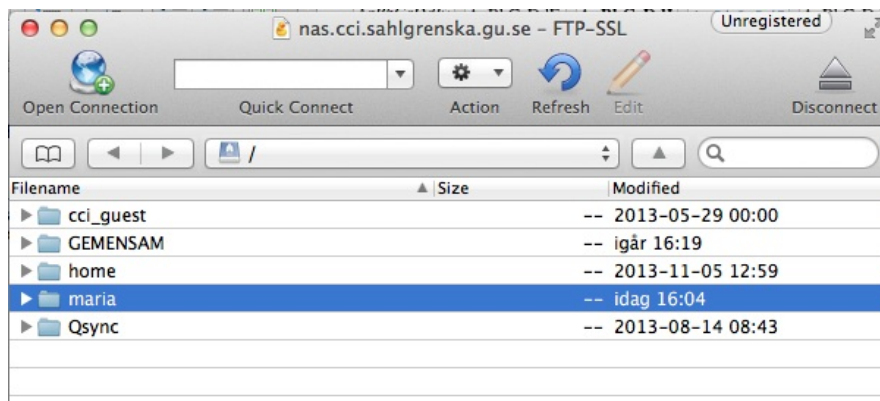 nas.cci.sahlgrenska.gu.se – FTP-SSL
Unregistered
Open Connection Quick Connect Action Refresh Edit Disconnect
/
Filename Size Modified
cci_guest -- 2013-05-29 00:00
GEMENSAM -- igår 16:19
home -- 2013-11-05 12:59
maria -- idag 16:04
Qsync -- 2013-08-14 08:43